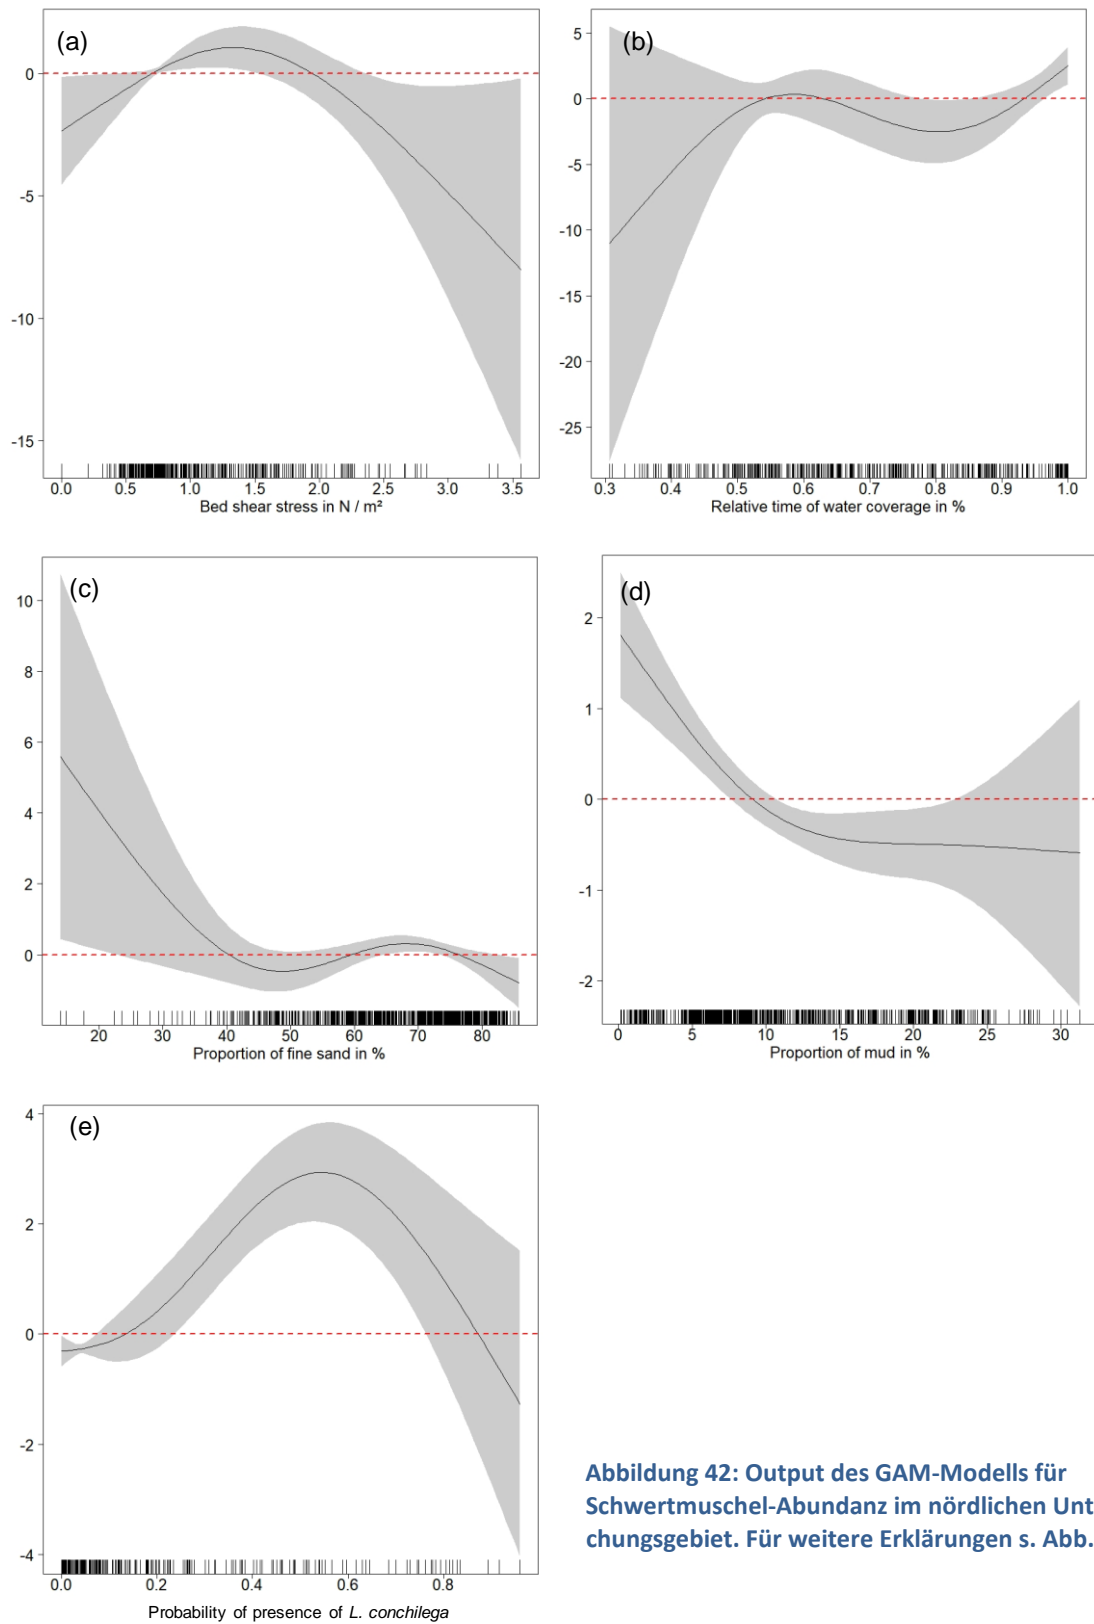 (a)
0
-5
-10
-15
0.0 0.5 1.0 1.5 2.0 2.5 3.0 3.5
Bed shear stress in N / m²
(b)
5
0
-5
-10
-15
-20
-25
0.3 0.4 0.5 0.6 0.7 0.8 0.9 1.0
Relative time of water coverage in %
(c)
10
8
6
4
2
0
20 30 40 50 60 70 80
Proportion of fine sand in %
(d)
2
1
0
-1
-2
0 5 10 15 20 25 30
Proportion of mud in %
(e)
4
2
0
-2
-4
0.0 0.2 0.4 0.6 0.8
Probability of presence of L. conchilega
Abbildung 42: Output des GAM-Modells für
Schwertmuschel-Abundanz im nördlichen Unt
chungsgebiet. Für weitere Erklärungen s. Abb.